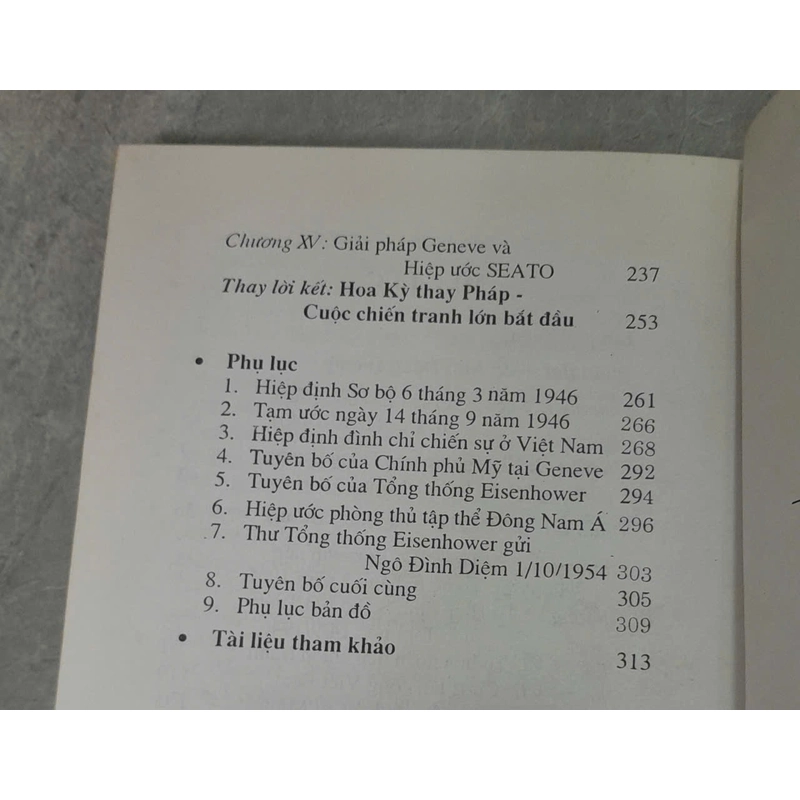 Chương XV: Giải pháp Geneve và
Hiệp ước SEATO 237
Thay lời kết: Hoa Kỳ thay Pháp -
Cuộc chiến tranh lớn bắt đầu 253
• Phụ lục
1. Hiệp định Sơ bộ 6 tháng 3 năm 1946 261
2. Tạm ước ngày 14 tháng 9 năm 1946 266
3. Hiệp định đình chỉ chiến sự ở Việt Nam 268
4. Tuyên bố của Chính phủ Mỹ tại Geneve 292
5. Tuyên bố của Tổng thống Eisenhower 294
6. Hiệp ước phòng thủ tập thể Đông Nam Á 296
7. Thư Tổng thống Eisenhower gửi
Ngô Đình Diệm 1/10/1954 303
8. Tuyên bố cuối cùng 305
9. Phụ lục bản đồ 309
• Tài liệu tham khảo 313